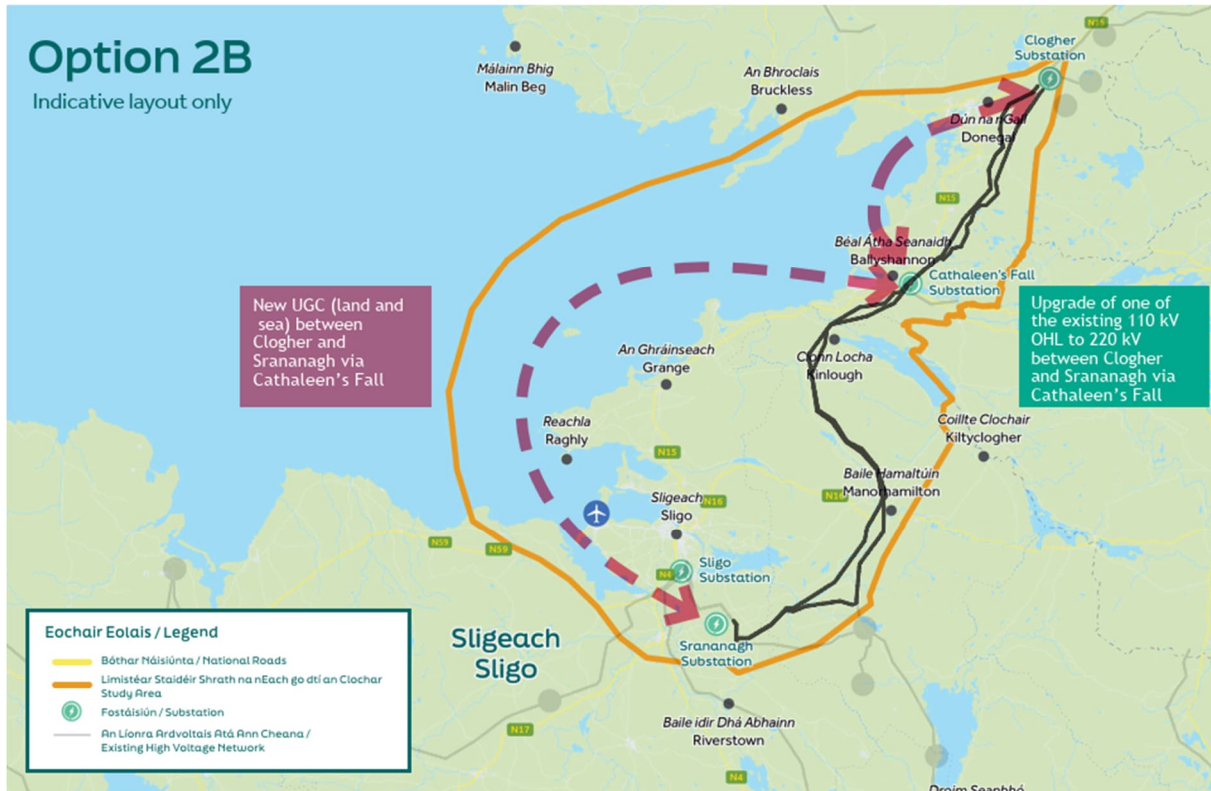 Option 2B
Indicative layout only
N15
Clogher
Substation
Málainn Bhig
Malin Beg
An Bhroclais
Bruckless
Dún na nGall
Donegal
N15
Béal Átha Seanaidh
Ballyshannon
Cathaleen's Fall
Substation
New UGC (land and
sea) between
Clogher and
Srananagh via
Cathaleen's Fall
Upgrade of one of
the existing 110 kV
OHL to 220 kV
between Clogher
and Srananagh via
Cathaleen's Fall
An Ghráinseach
Grange
Cionn Locha
Kinlough
Reachla
Raghly
Coillte Clochair
Kiltyclogher
N15
Baile Hamaltúin
Manorhamilton
N16
Sligeach
Sligo
N16
N59
N59
Sligo
Substation
N4
Srananagh
Substation
Sligeach
Sligo
Eochair Eolais / Legend
Bóthar Náisiúnta / National Roads
Limistéar Staidéir Shrath na nEach go dtí an Clochar
Study Area
Fostáisiún / Substation
An Líonra Ardvoltais Atá Ann Cheana /
Existing High Voltage Network
Baile idir Dhá Abhainn
Riverstown
N17
N4